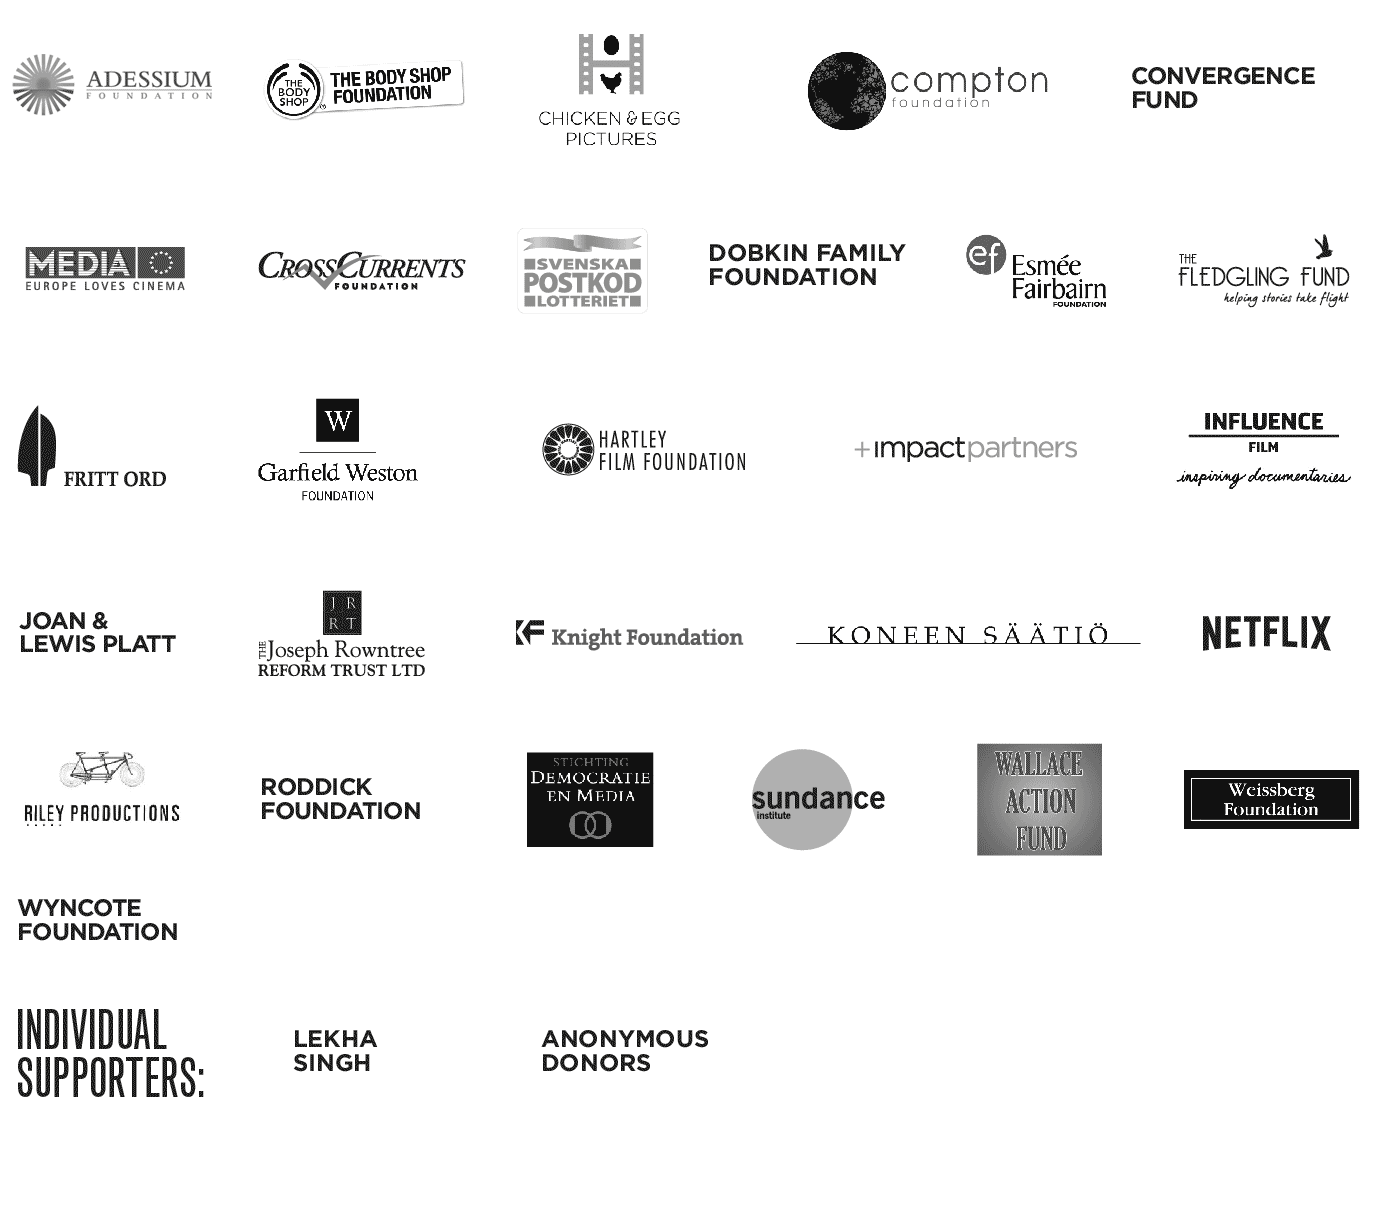 ADESSIUM
FOUNDATION
THE
BODY
SHOP
THE BODY SHOP
FOUNDATION
CHICKEN & EGG
PICTURES
compton
foundation
CONVERGENCE
FUND
MEDIA
EUROPE LOVES CINEMA
CROSSCURRENTS
FOUNDATION
SVENSKA
POSTKOD
LOTTERIET
DOBKIN FAMILY
FOUNDATION
ef
Esmée
Fairbairn
FOUNDATION
THE
FLEDGLING FUND
helping stories take flight
FRITT ORD
W
Garfield Weston
FOUNDATION
HARTLEY
FILM FOUNDATION
+impactpartners
INFLUENCE
FILM
inspiring documentaries
JOAN &
LEWIS PLATT
JR
RT
THE Joseph Rowntree
REFORM TRUST LTD
KF Knight Foundation
KONEEN SÄÄTIÖ
NETFLIX
RILEY PRODUCTIONS
RODDICK
FOUNDATION
STICHTING
DEMOCRATIE
EN MEDIA
sundance
institute
WALLACE
ACTION
FUND
Weissberg
Foundation
WYNCOTE
FOUNDATION
INDIVIDUAL
SUPPORTERS:
LEKHA
SINGH
ANONYMOUS
DONORS